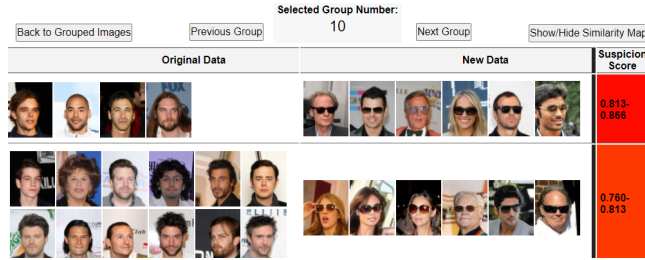 Selected Group Number:
10
Back to Grouped Images
Previous Group
Next Group
Show/Hide Similarity Map
Original Data
New Data
Suspicion
Score
FOX
0.813-
0.866
0.760-
0.813